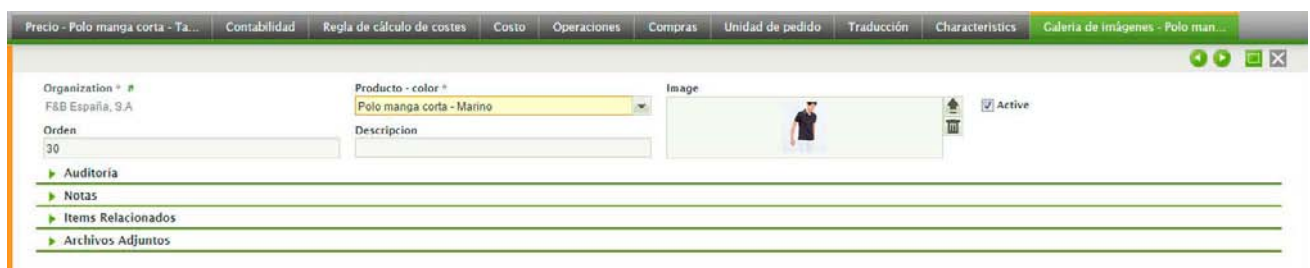 Precio - Polo manga corta - Ta... Contabilidad Regla de cálculo de costes Costo Operaciones Compras Unidad de pedido Traducción Characteristics Galería de imágenes - Polo man...
Organization * Producto - color * Image
F&B España, S.A Polo manga corta - Marino Active
Orden Descripcion
30
Auditoría
Notas
Items Relacionados
Archivos Adjuntos